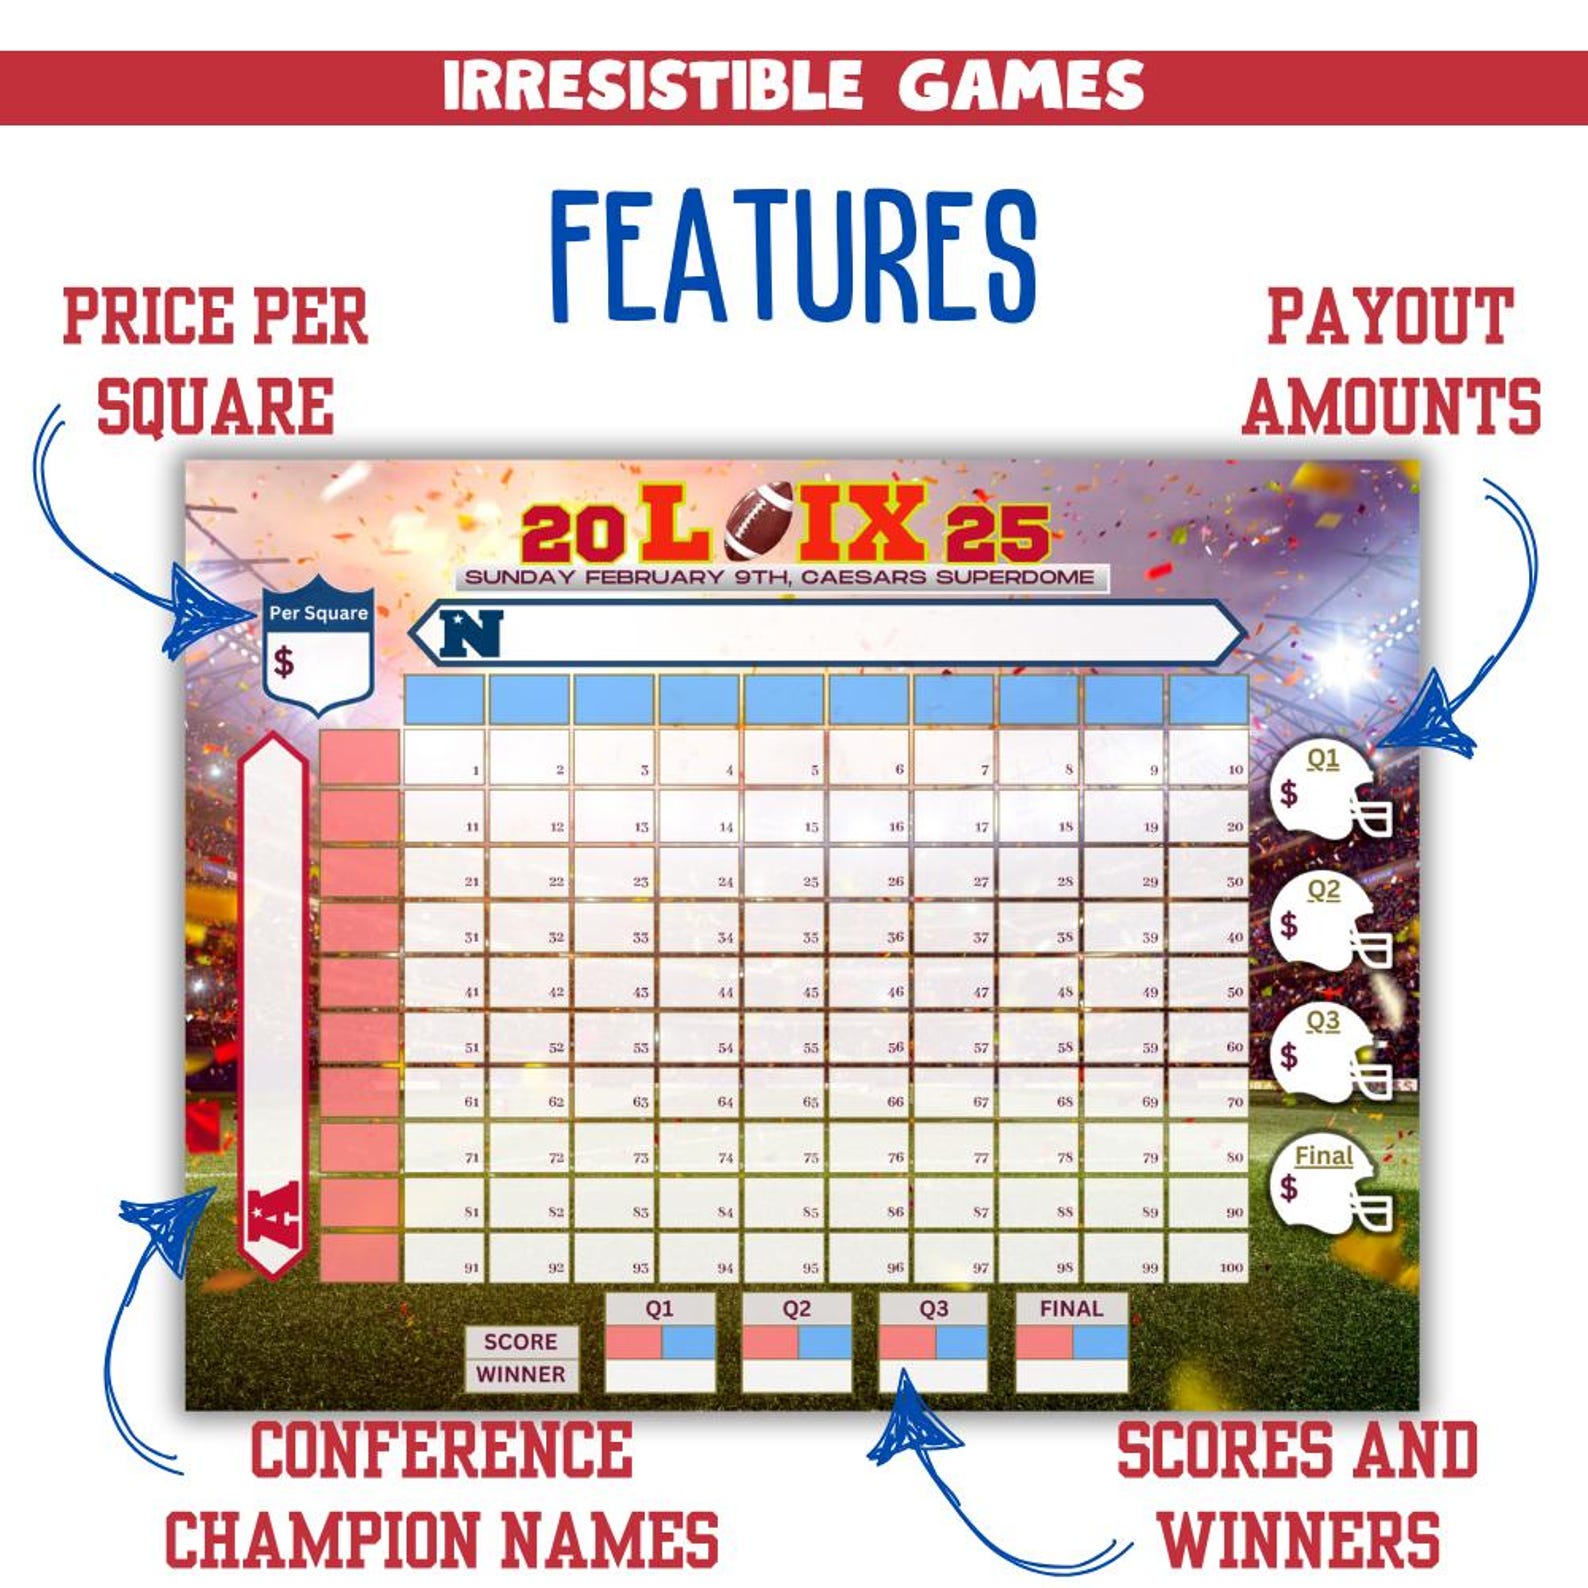 IRRESISTIBLE GAMES
FEATURES
PRICE PER
SQUARE
PAYOUT
AMOUNTS
20 L IX 25
SUNDAY FEBRUARY 9TH, CAESARS SUPERDOME
Per Square
$
N
1 2 3 4 5 6 7 8 9 10
11 12 13 14 15 16 17 18 19 20
21 22 23 24 25 26 27 28 29 30
31 32 33 34 35 36 37 38 39 40
41 42 43 44 45 46 47 48 49 50
51 52 53 54 55 56 57 58 59 60
61 62 63 64 65 66 67 68 69 70
71 72 73 74 75 76 77 78 79 80
81 82 83 84 85 86 87 88 89 90
91 92 93 94 95 96 97 98 99 100
A
Q1
$
Q2
$
Q3
$
Final
$
Q1 Q2 Q3 FINAL
SCORE
WINNER
CONFERENCE
CHAMPION NAMES
SCORES AND
WINNERS